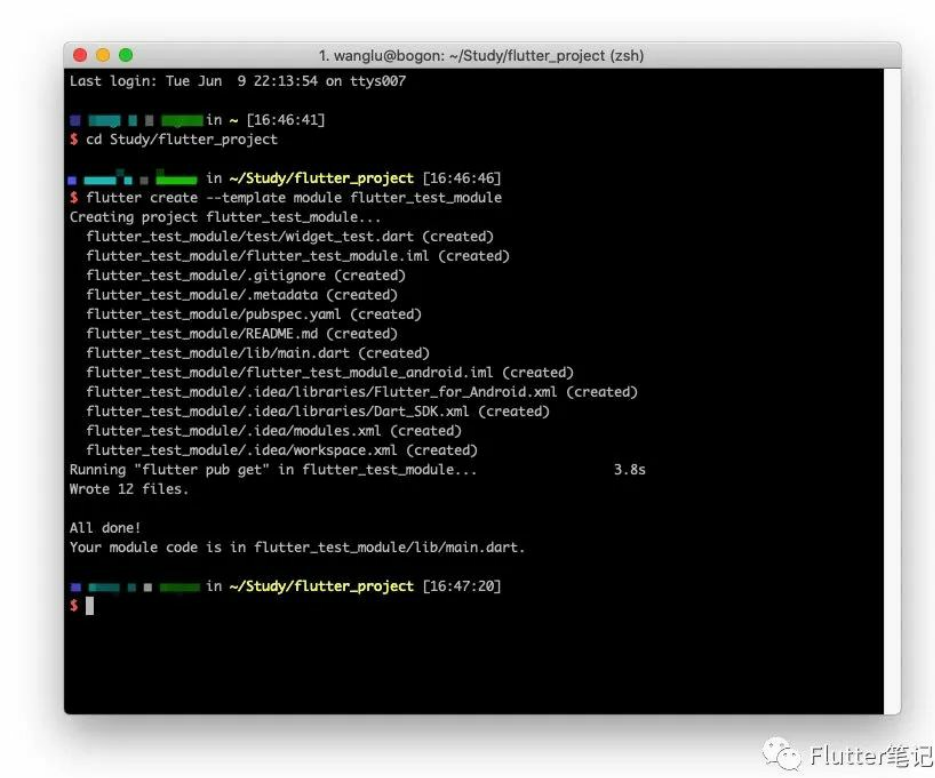 1. wanglu@bogon: ~/Study/flutter_project (zsh)
Last login: Tue Jun  9 22:13:54 on ttys007
in ~ [16:46:41]
$ cd Study/flutter_project
in ~/Study/flutter_project [16:46:46]
$ flutter create --template module flutter_test_module
Creating project flutter_test_module...
  flutter_test_module/test/widget_test.dart (created)
  flutter_test_module/flutter_test_module.iml (created)
  flutter_test_module/.gitignore (created)
  flutter_test_module/.metadata (created)
  flutter_test_module/pubspec.yaml (created)
  flutter_test_module/README.md (created)
  flutter_test_module/lib/main.dart (created)
  flutter_test_module/flutter_test_module_android.iml (created)
  flutter_test_module/.idea/libraries/Flutter_for_Android.xml (created)
  flutter_test_module/.idea/libraries/Dart_SDK.xml (created)
  flutter_test_module/.idea/modules.xml (created)
  flutter_test_module/.idea/workspace.xml (created)
Running "flutter pub get" in flutter_test_module...                 3.8s
Wrote 12 files.
All done!
Your module code is in flutter_test_module/lib/main.dart.
in ~/Study/flutter_project [16:47:20]
$
Flutter笔记